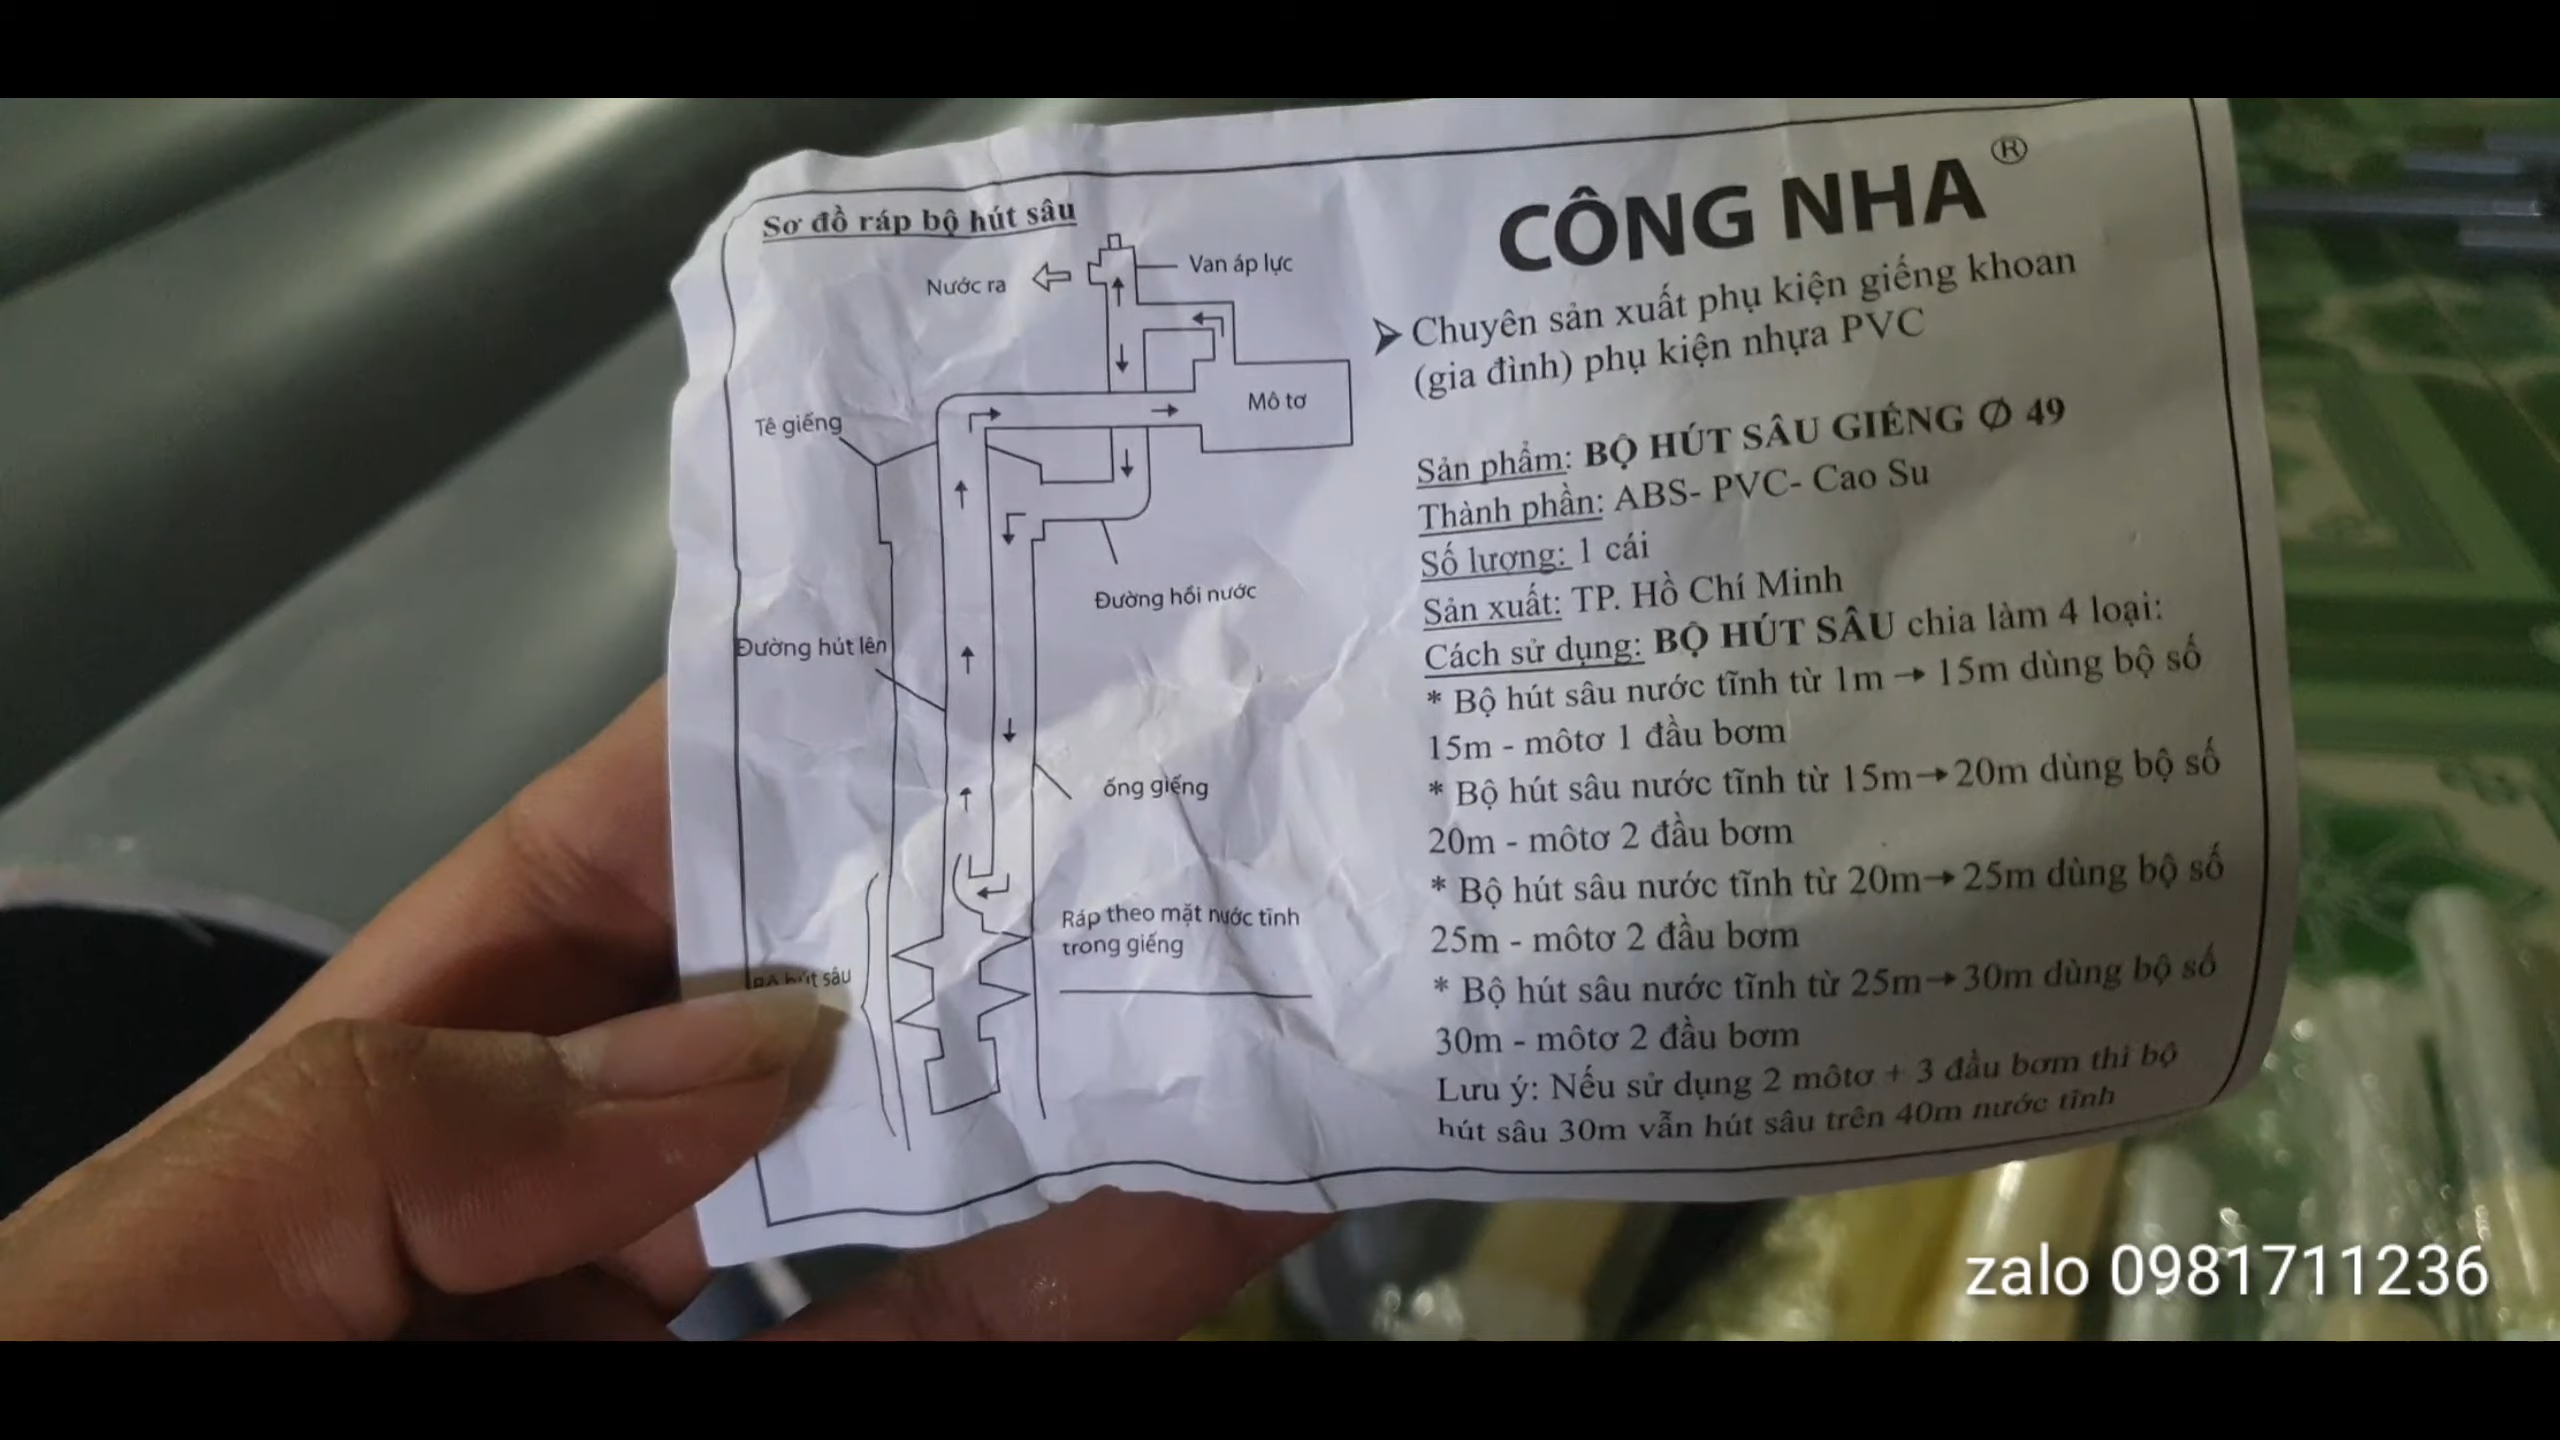 Sơ đồ ráp bộ hút sâu
Nước ra
Van áp lực
Mô tơ
Tê giếng
Đường hồi nước
Đường hút lên
ống giếng
Ráp theo mặt nước tĩnh
trong giếng
hút sâu
CÔNG NHA ®
➢ Chuyên sản xuất phụ kiện giếng khoan
(gia đình) phụ kiện nhựa PVC
Sản phẩm: BỘ HÚT SÂU GIẾNG Ø 49
Thành phần: ABS- PVC- Cao Su
Số lượng: 1 cái
Sản xuất: TP. Hồ Chí Minh
Cách sử dụng: BỘ HÚT SÂU chia làm 4 loại:
* Bộ hút sâu nước tĩnh từ 1m → 15m dùng bộ số
15m - môtơ 1 đầu bơm
* Bộ hút sâu nước tĩnh từ 15m→20m dùng bộ số
20m - môtơ 2 đầu bơm
* Bộ hút sâu nước tĩnh từ 20m→25m dùng bộ số
25m - môtơ 2 đầu bơm
* Bộ hút sâu nước tĩnh từ 25m→30m dùng bộ số
30m - môtơ 2 đầu bơm
Lưu ý: Nếu sử dụng 2 môtơ + 3 đầu bơm thì bộ
hút sâu 30m vẫn hút sâu trên 40m nước tĩnh
zalo 0981711236